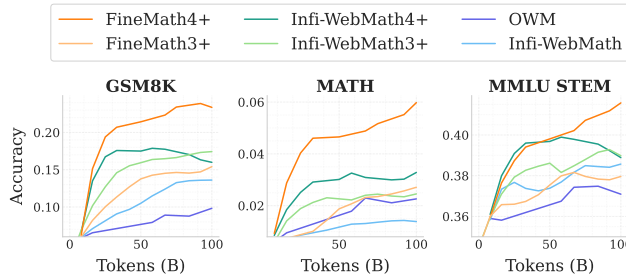 FineMath4+ Infi-WebMath4+ OWM
FineMath3+ Infi-WebMath3+ Infi-WebMath
GSM8K MATH MMLU STEM
Accuracy
0.20
0.15
0.10
0 50 100
Tokens (B)
0.06
0.04
0.02
50 100
Tokens (B)
0.40
0.38
0.36
0 50 100
Tokens (B)